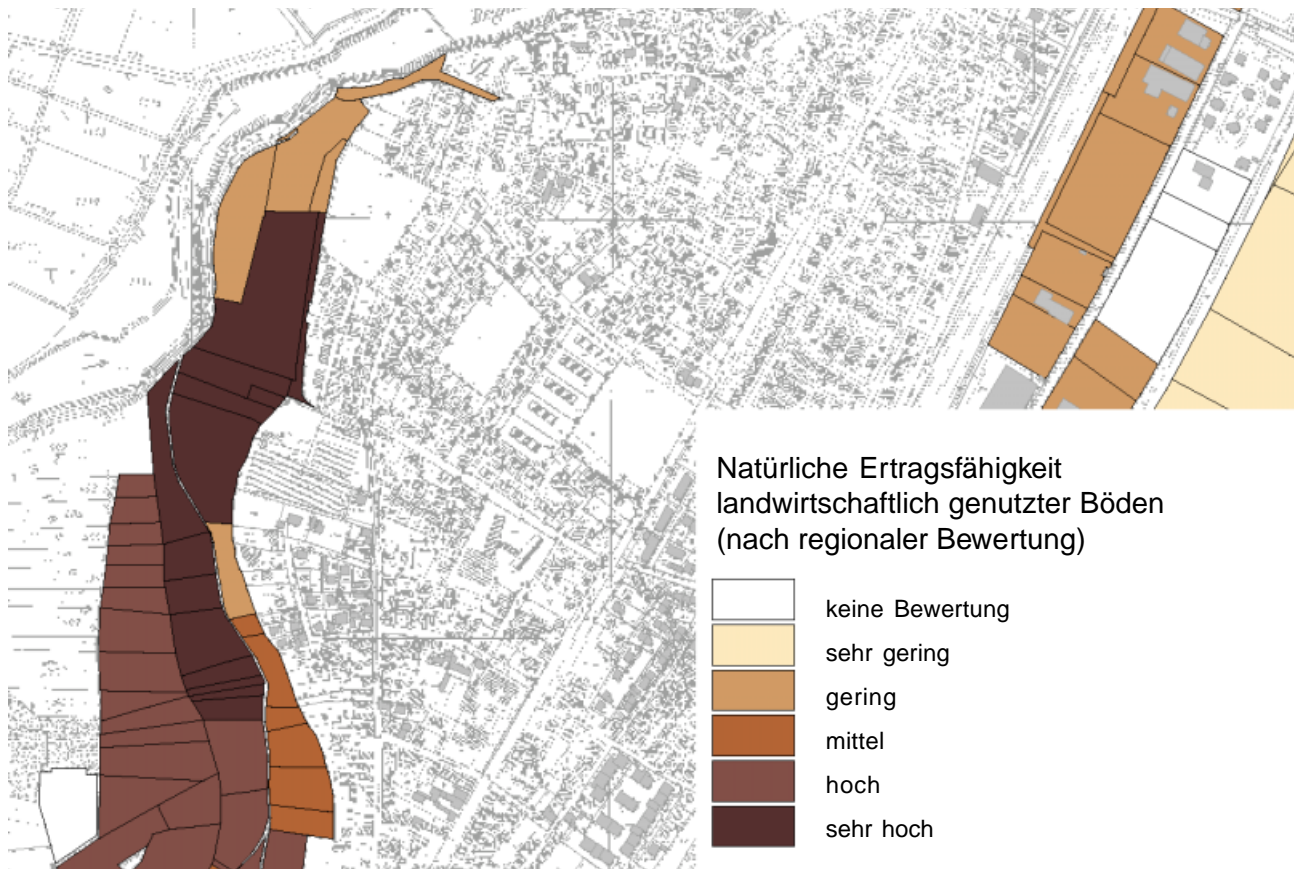 Natürliche Ertragsfähigkeit
landwirtschaftlich genutzter Böden
(nach regionaler Bewertung)
keine Bewertung
sehr gering
gering
mittel
hoch
sehr hoch